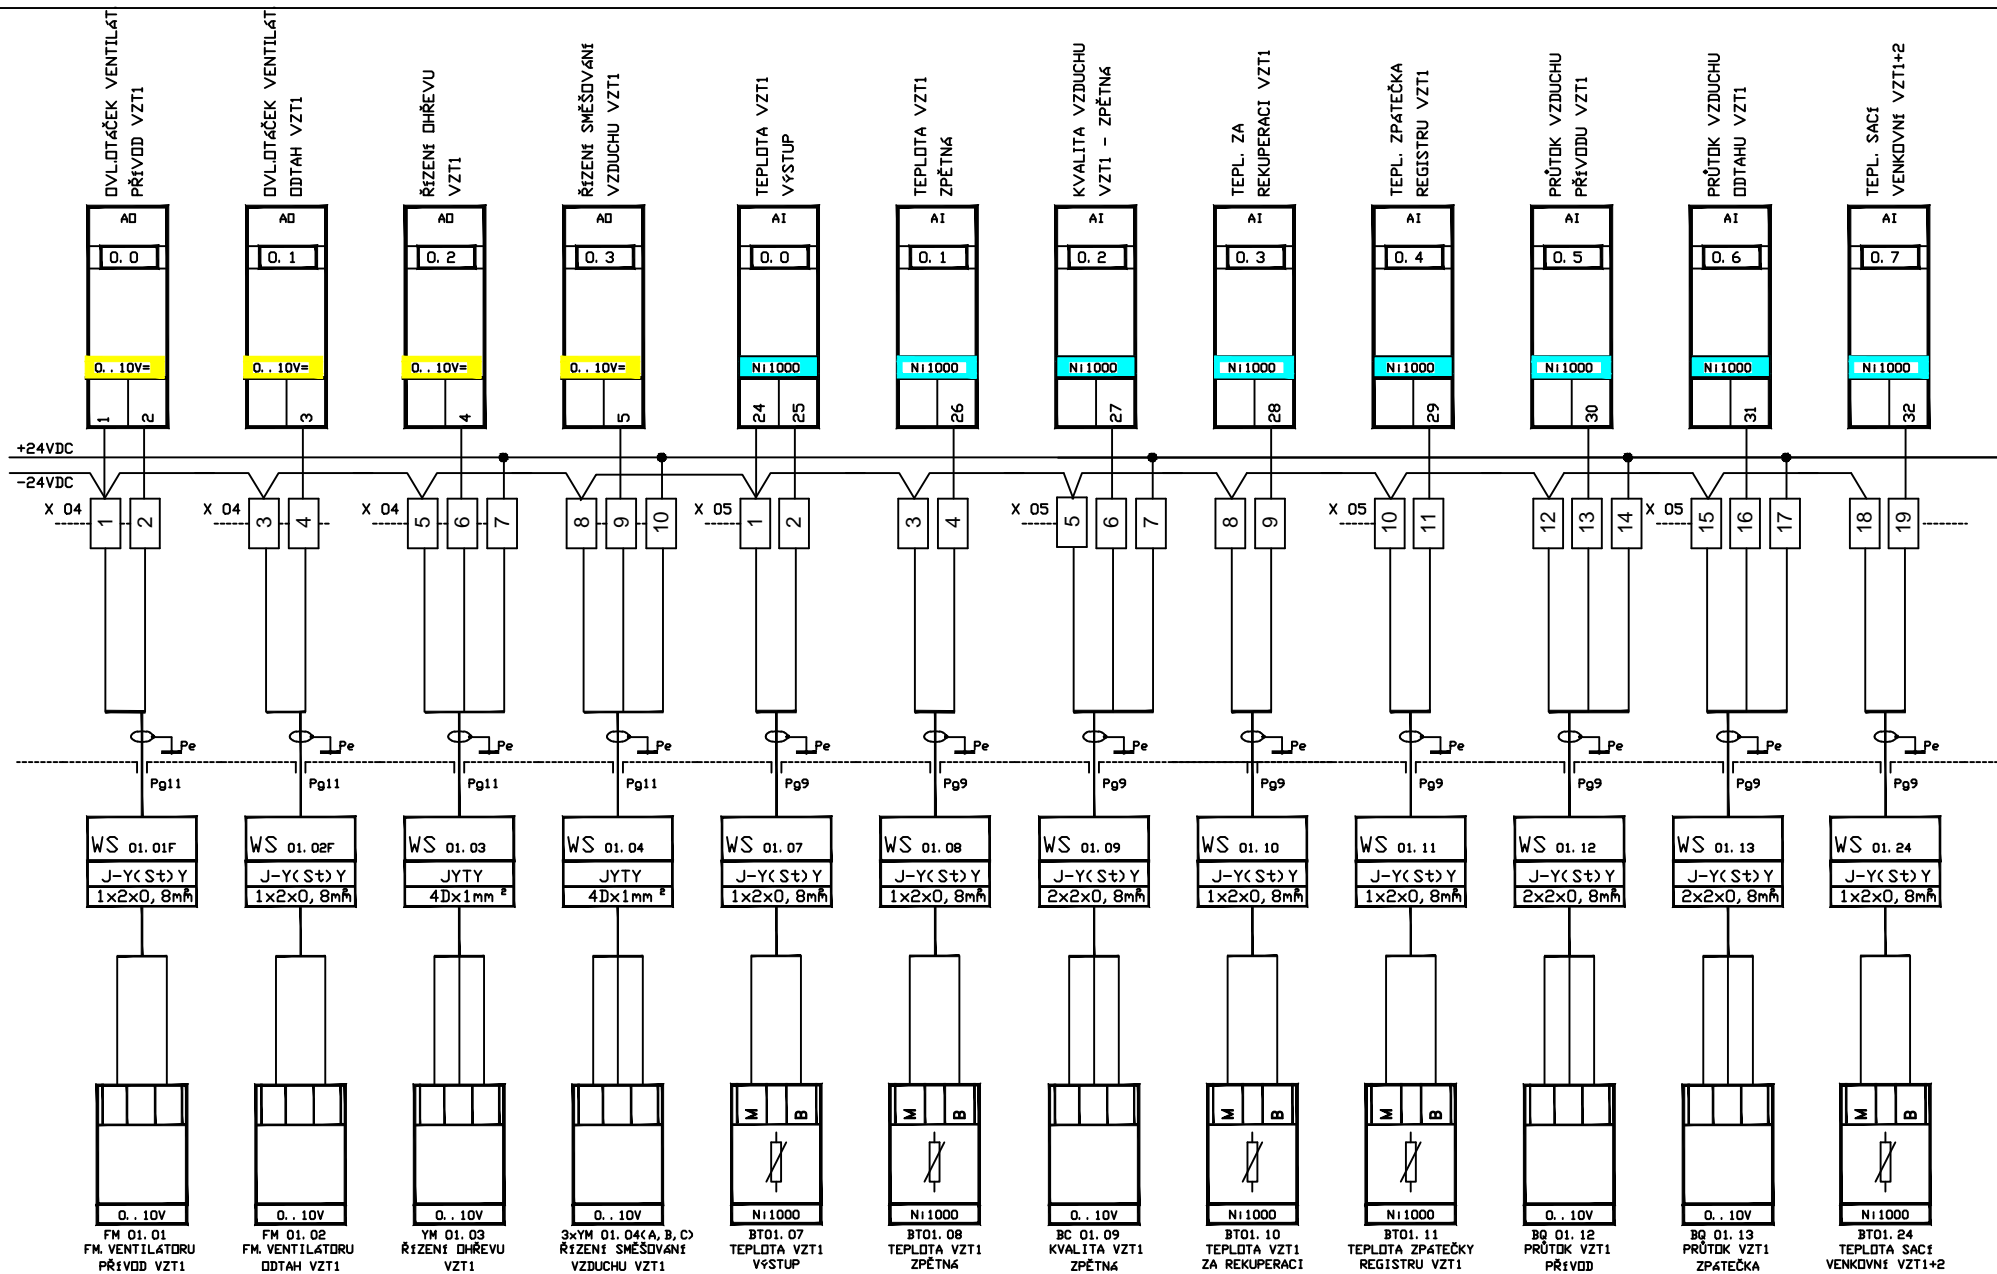 OVL.OTÁČEK VENTILÁT
PŘÍVOD VZT1
OVL.OTÁČEK VENTILÁT
ODTAH VZT1
ŘÍZENÍ OHŘEVU
VZT1
ŘÍZENÍ SMĚŠOVÁNÍ
VZDUCHU VZT1
TEPLOTA VZT1
VÝSTUP
TEPLOTA VZT1
ZPĚTNÁ
KVALITA VZDUCHU
VZT1 - ZPĚTNÁ
TEPL. ZA
REKUPERACI VZT1
TEPL. ZPÁTEČKA
REGISTRU VZT1
PRŮTOK VZDUCHU
PŘÍVODU VZT1
PRŮTOK VZDUCHU
ODTAHU VZT1
TEPL. SACÍ
VENKOVNÍ VZT1+2
AO AO AO AO AI AI AI AI AI AI AI AI
0.0 0.1 0.2 0.3 0.0 0.1 0.2 0.3 0.4 0.5 0.6 0.7
0..10V= 0..10V= 0..10V= 0..10V= Ni1000 Ni1000 Ni1000 Ni1000 Ni1000 Ni1000 Ni1000 Ni1000
1 2 3 4 5 24 25 26 27 28 29 30 31 32
+24VDC
-24VDC
X 04 1 2 X 04 3 4 X 04 5 6 7 8 9 10 X 05 1 2 3 4 X 05 5 6 7 8 9 X 05 10 11 12 13 14 X 05 15 16 17 18 19
Pe Pe Pe Pe Pe Pe Pe Pe Pe Pe Pe Pe
Pg11 Pg11 Pg11 Pg11 Pg9 Pg9 Pg9 Pg9 Pg9 Pg9 Pg9 Pg9
WS 01.01F WS 01.02F WS 01.03 WS 01.04 WS 01.07 WS 01.08 WS 01.09 WS 01.10 WS 01.11 WS 01.12 WS 01.13 WS 01.24
J-Y(St)Y J-Y(St)Y JYTY JYTY J-Y(St)Y J-Y(St)Y J-Y(St)Y J-Y(St)Y J-Y(St)Y J-Y(St)Y J-Y(St)Y J-Y(St)Y
1x2x0,8mm² 1x2x0,8mm² 4Dx1mm² 4Dx1mm² 1x2x0,8mm² 1x2x0,8mm² 2x2x0,8mm² 1x2x0,8mm² 1x2x0,8mm² 2x2x0,8mm² 2x2x0,8mm² 1x2x0,8mm²
M B M B M B M B M B
0..10V 0..10V 0..10V 0..10V Ni1000 Ni1000 0..10V Ni1000 Ni1000 0..10V 0..10V Ni1000
FM 01.01
FM.VENTILÁTORU
PŘÍVOD VZT1
FM 01.02
FM.VENTILÁTORU
ODTAH VZT1
YM 01.03
ŘÍZENÍ OHŘEVU
VZT1
3xYM 01.04(A,B,C)
ŘÍZENÍ SMĚŠOVÁNÍ
VZDUCHU VZT1
BT01.07
TEPLOTA VZT1
VÝSTUP
BT01.08
TEPLOTA VZT1
ZPĚTNÁ
BC 01.09
KVALITA VZT1
ZPĚTNÁ
BT01.10
TEPLOTA VZT1
ZA REKUPERACI
BT01.11
TEPLOTA ZPÁTEČKY
REGISTRU VZT1
BQ 01.12
PRŮTOK VZT1
PŘÍVOD
BQ 01.13
PRŮTOK VZT1
ZPÁTEČKA
BT01.24
TEPLOTA SACÍ
VENKOVNÍ VZT1+2